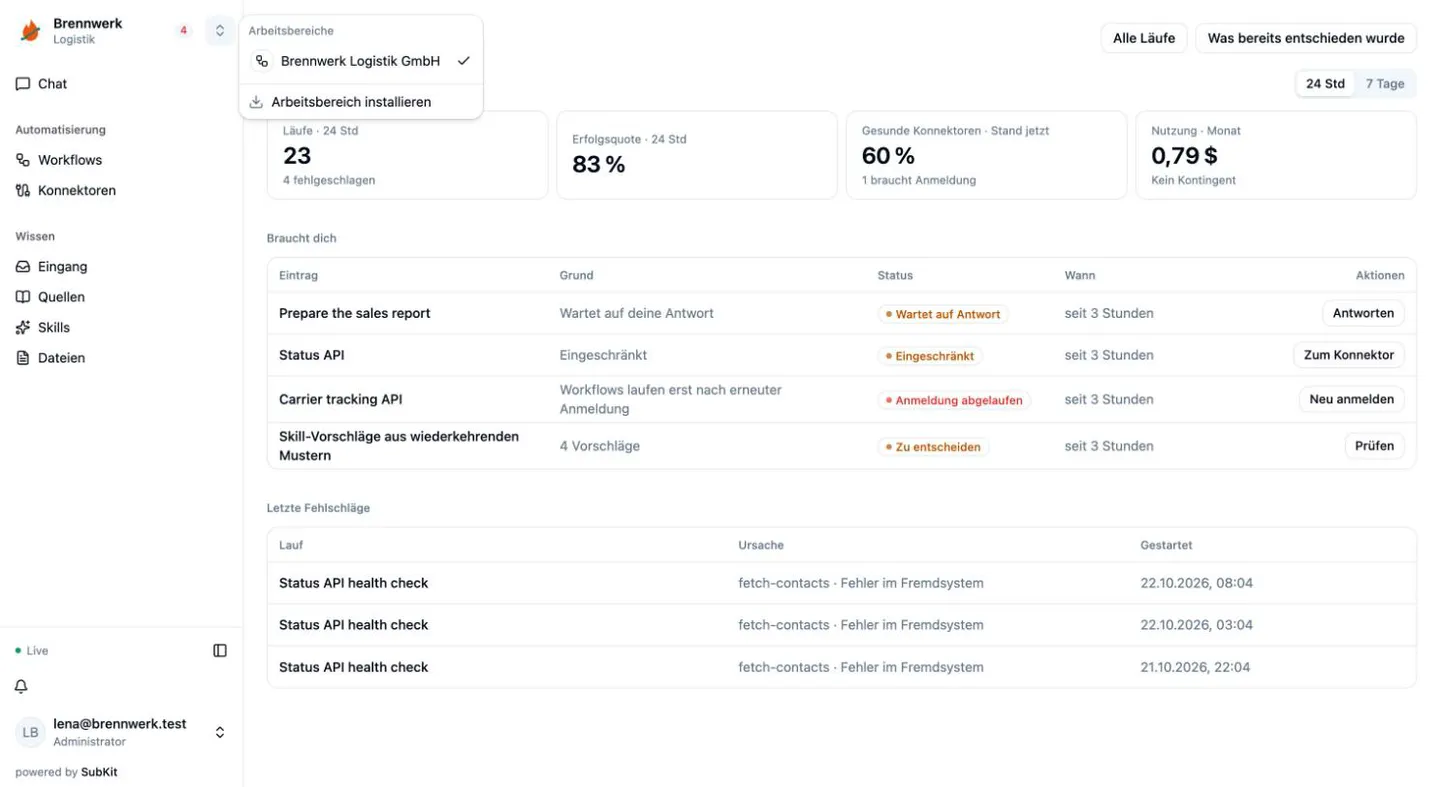 Brennwerk
Logistik
4
Arbeitsbereiche
Brennwerk Logistik GmbH
Arbeitsbereich installieren
Chat
Automatisierung
Workflows
Konnektoren
Wissen
Eingang
Quellen
Skills
Dateien
Live
LB
lena@brennwerk.test
Administrator
powered by SubKit
Alle Läufe
Was bereits entschieden wurde
24 Std
7 Tage
Läufe · 24 Std
23
4 fehlgeschlagen
Erfolgsquote · 24 Std
83 %
Gesunde Konnektoren · Stand jetzt
60 %
1 braucht Anmeldung
Nutzung · Monat
0,79 $
Kein Kontingent
Braucht dich
Eintrag Grund Status Wann Aktionen
Prepare the sales report Wartet auf deine Antwort Wartet auf Antwort seit 3 Stunden Antworten
Status API Eingeschränkt Eingeschränkt seit 3 Stunden Zum Konnektor
Carrier tracking API Workflows laufen erst nach erneuter
Anmeldung Anmeldung abgelaufen seit 3 Stunden Neu anmelden
Skill-Vorschläge aus wiederkehrenden
Mustern 4 Vorschläge Zu entscheiden seit 3 Stunden Prüfen
Letzte Fehlschläge
Lauf Ursache Gestartet
Status API health check fetch-contacts · Fehler im Fremdsystem 22.10.2026, 08:04
Status API health check fetch-contacts · Fehler im Fremdsystem 22.10.2026, 03:04
Status API health check fetch-contacts · Fehler im Fremdsystem 21.10.2026, 22:04